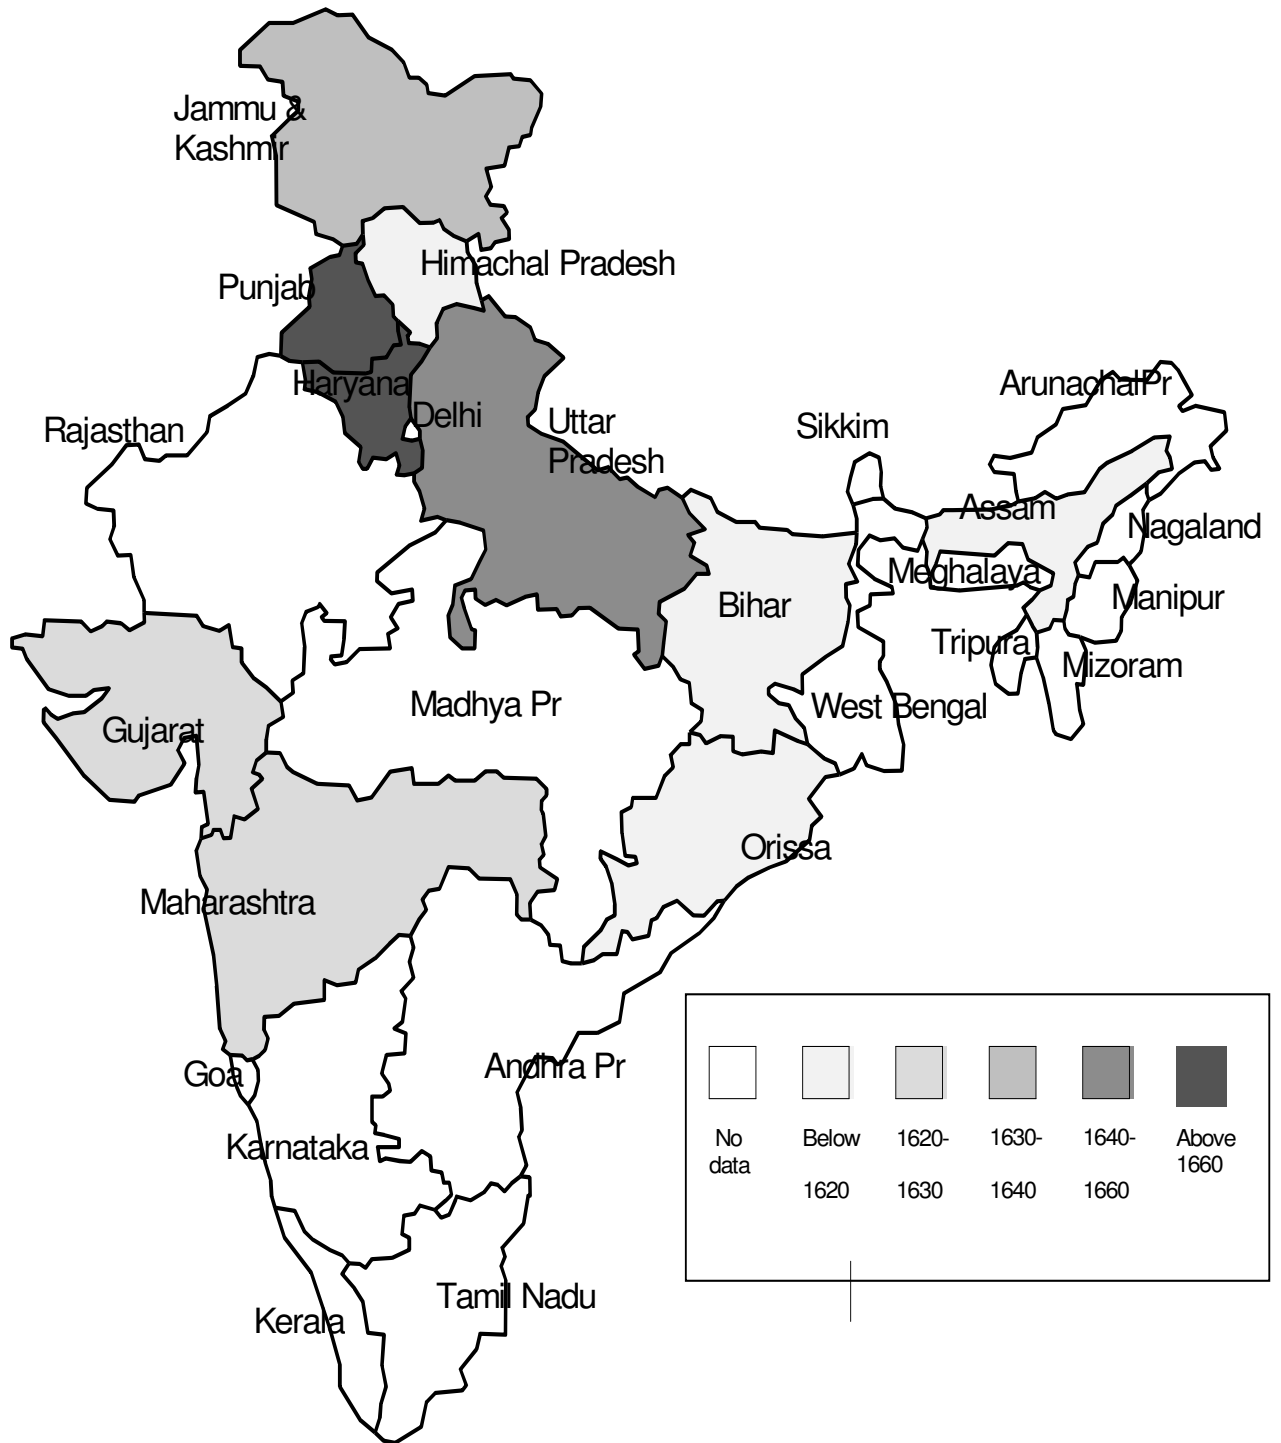 Jammu &
Kashmir
Himachal Pradesh
Punjab
Haryana
Delhi
Uttar
Pradesh
Rajasthan
Sikkim
ArunachalPr
Assam
Nagaland
Meghalaya
Manipur
Bihar
Tripura
Mizoram
Madhya Pr
West Bengal
Gujarat
Orissa
Maharashtra
Goa
Andhra Pr
Karnataka
Tamil Nadu
Kerala
No
data
Below
1620
1620-
1630
1630-
1640
1640-
1660
Above
1660